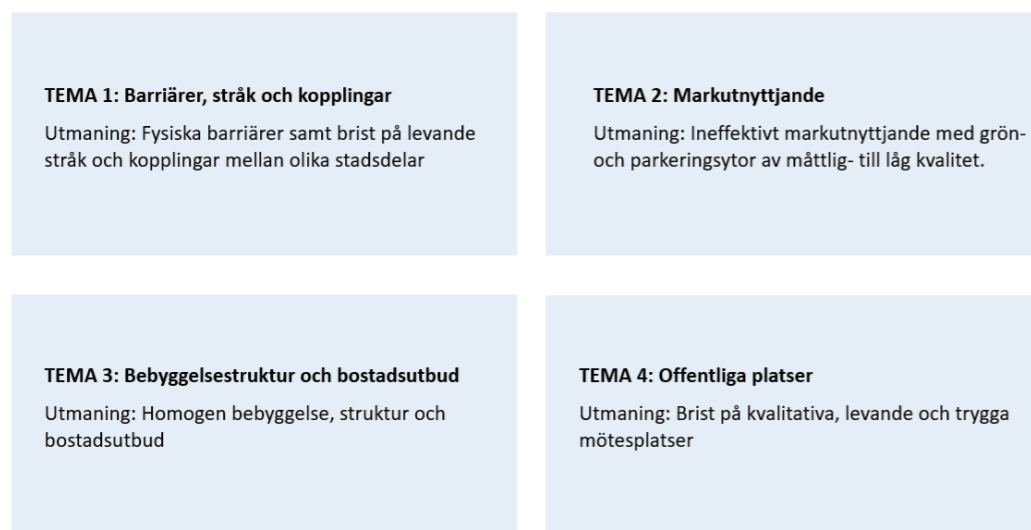 TEMA 1: Barriärer, stråk och kopplingar
Utmaning: Fysiska barriärer samt brist på levande
stråk och kopplingar mellan olika stadsdelar
TEMA 2: Markutnyttjande
Utmaning: Ineffektivt markutnyttjande med grön-
och parkeringsytor av måttlig- till låg kvalitet.
TEMA 3: Bebyggelsestruktur och bostadsutbud
Utmaning: Homogen bebyggelse, struktur och
bostadsutbud
TEMA 4: Offentliga platser
Utmaning: Brist på kvalitativa, levande och trygga
mötesplatser